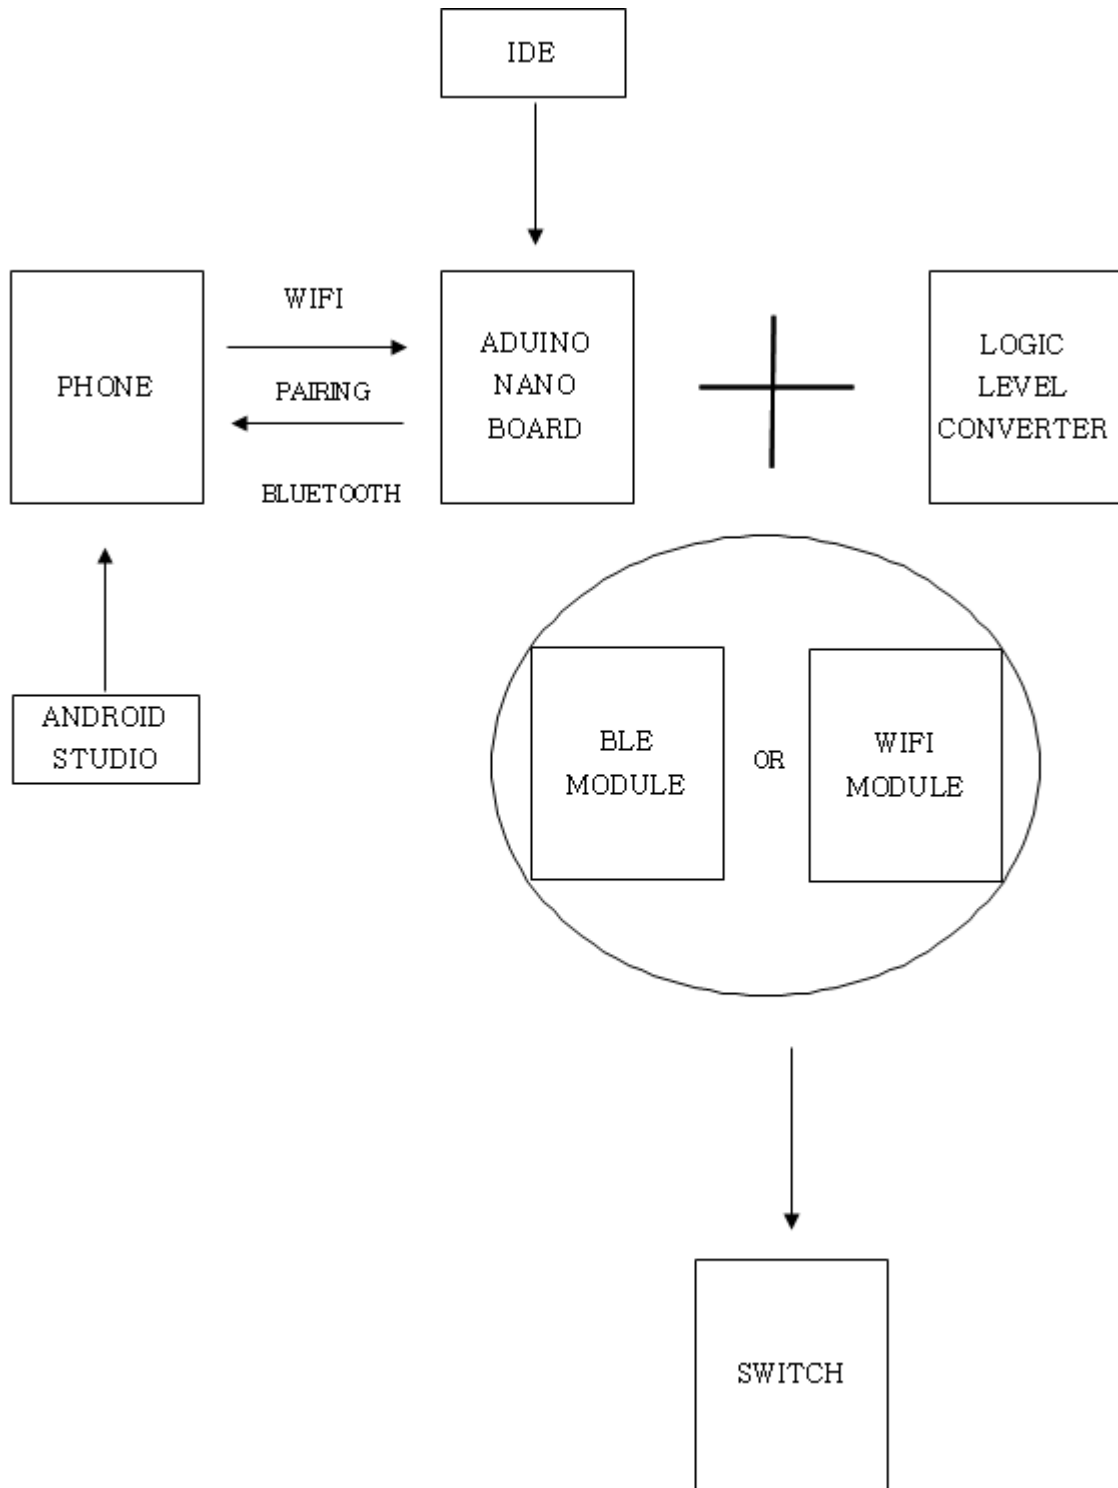 IDE
WIFI
PAIRING
BLUETOOTH
PHONE
ADUINO
NANO
BOARD
LOGIC
LEVEL
CONVERTER
ANDROID
STUDIO
BLE
MODULE
OR
WIFI
MODULE
SWITCH